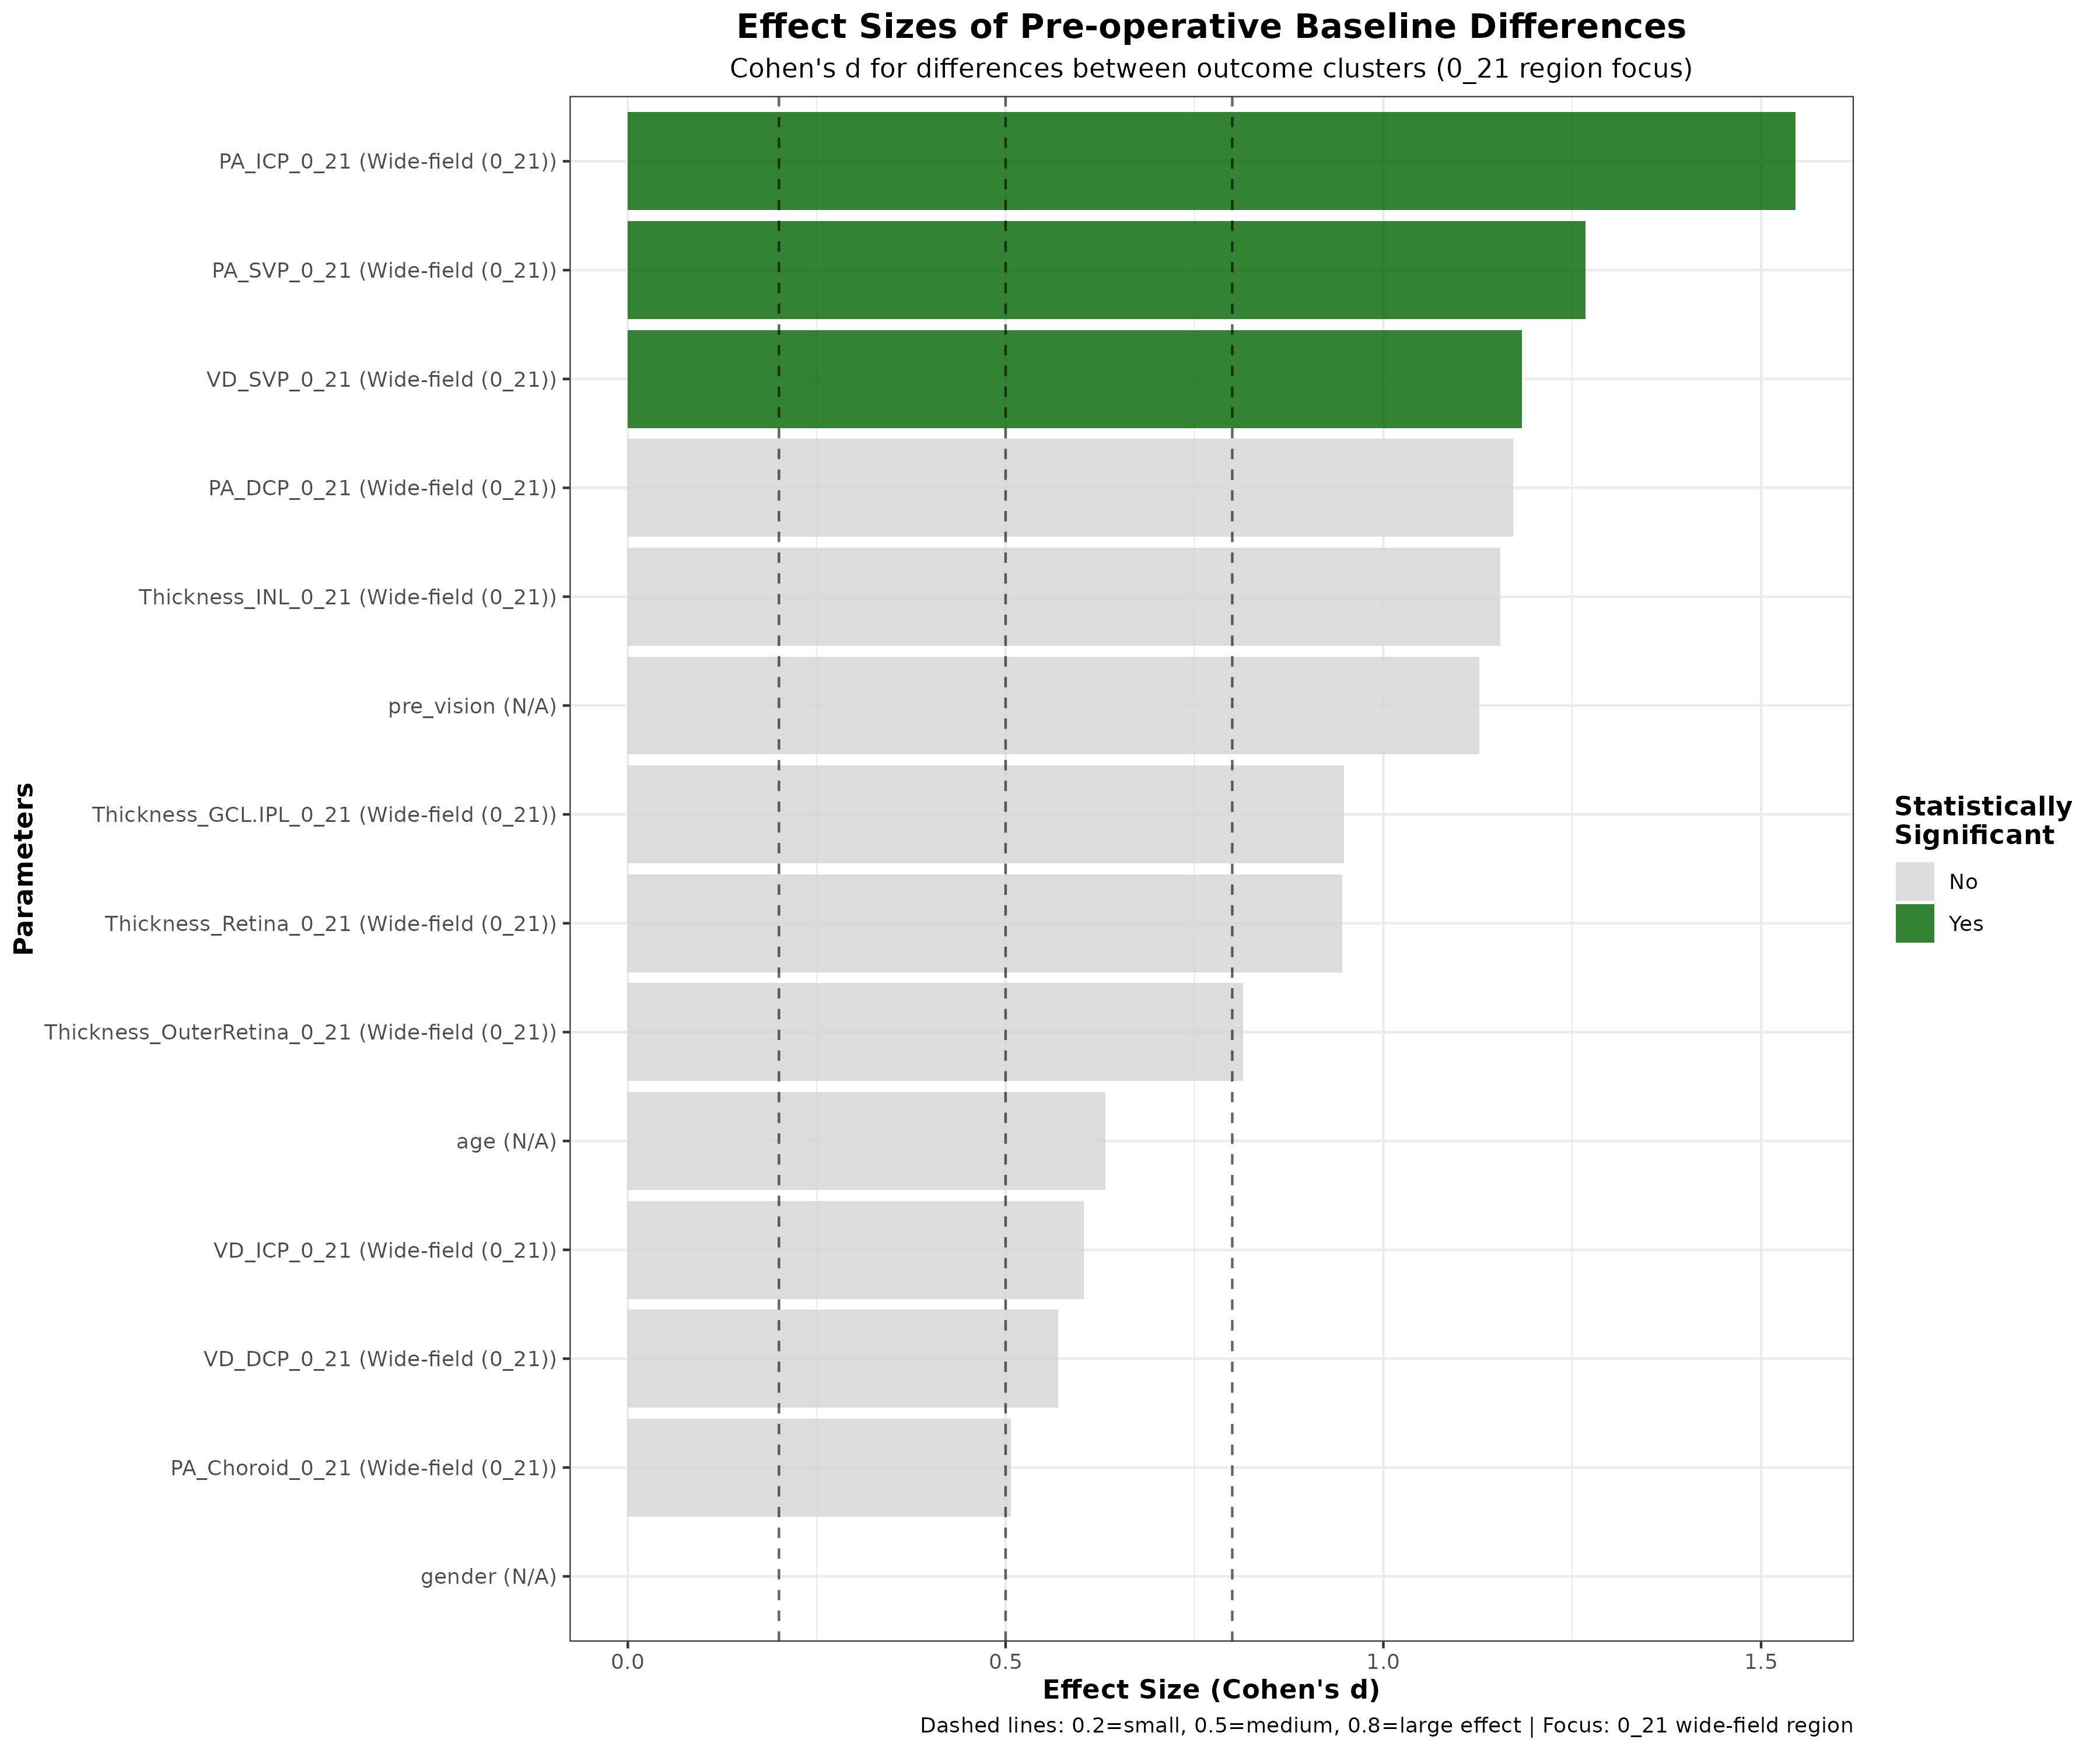 Effect Sizes of Pre-operative Baseline Differences
Cohen's d for differences between outcome clusters (0_21 region focus)
Parameters
PA_ICP_0_21 (Wide-field (0_21))
PA_SVP_0_21 (Wide-field (0_21))
VD_SVP_0_21 (Wide-field (0_21))
PA_DCP_0_21 (Wide-field (0_21))
Thickness_INL_0_21 (Wide-field (0_21))
pre_vision (N/A)
Thickness_GCL.IPL_0_21 (Wide-field (0_21))
Thickness_Retina_0_21 (Wide-field (0_21))
Thickness_OuterRetina_0_21 (Wide-field (0_21))
age (N/A)
VD_ICP_0_21 (Wide-field (0_21))
VD_DCP_0_21 (Wide-field (0_21))
PA_Choroid_0_21 (Wide-field (0_21))
gender (N/A)
0.0 0.5 1.0 1.5
Effect Size (Cohen's d)
Dashed lines: 0.2=small, 0.5=medium, 0.8=large effect | Focus: 0_21 wide-field region
Statistically
Significant
No
Yes